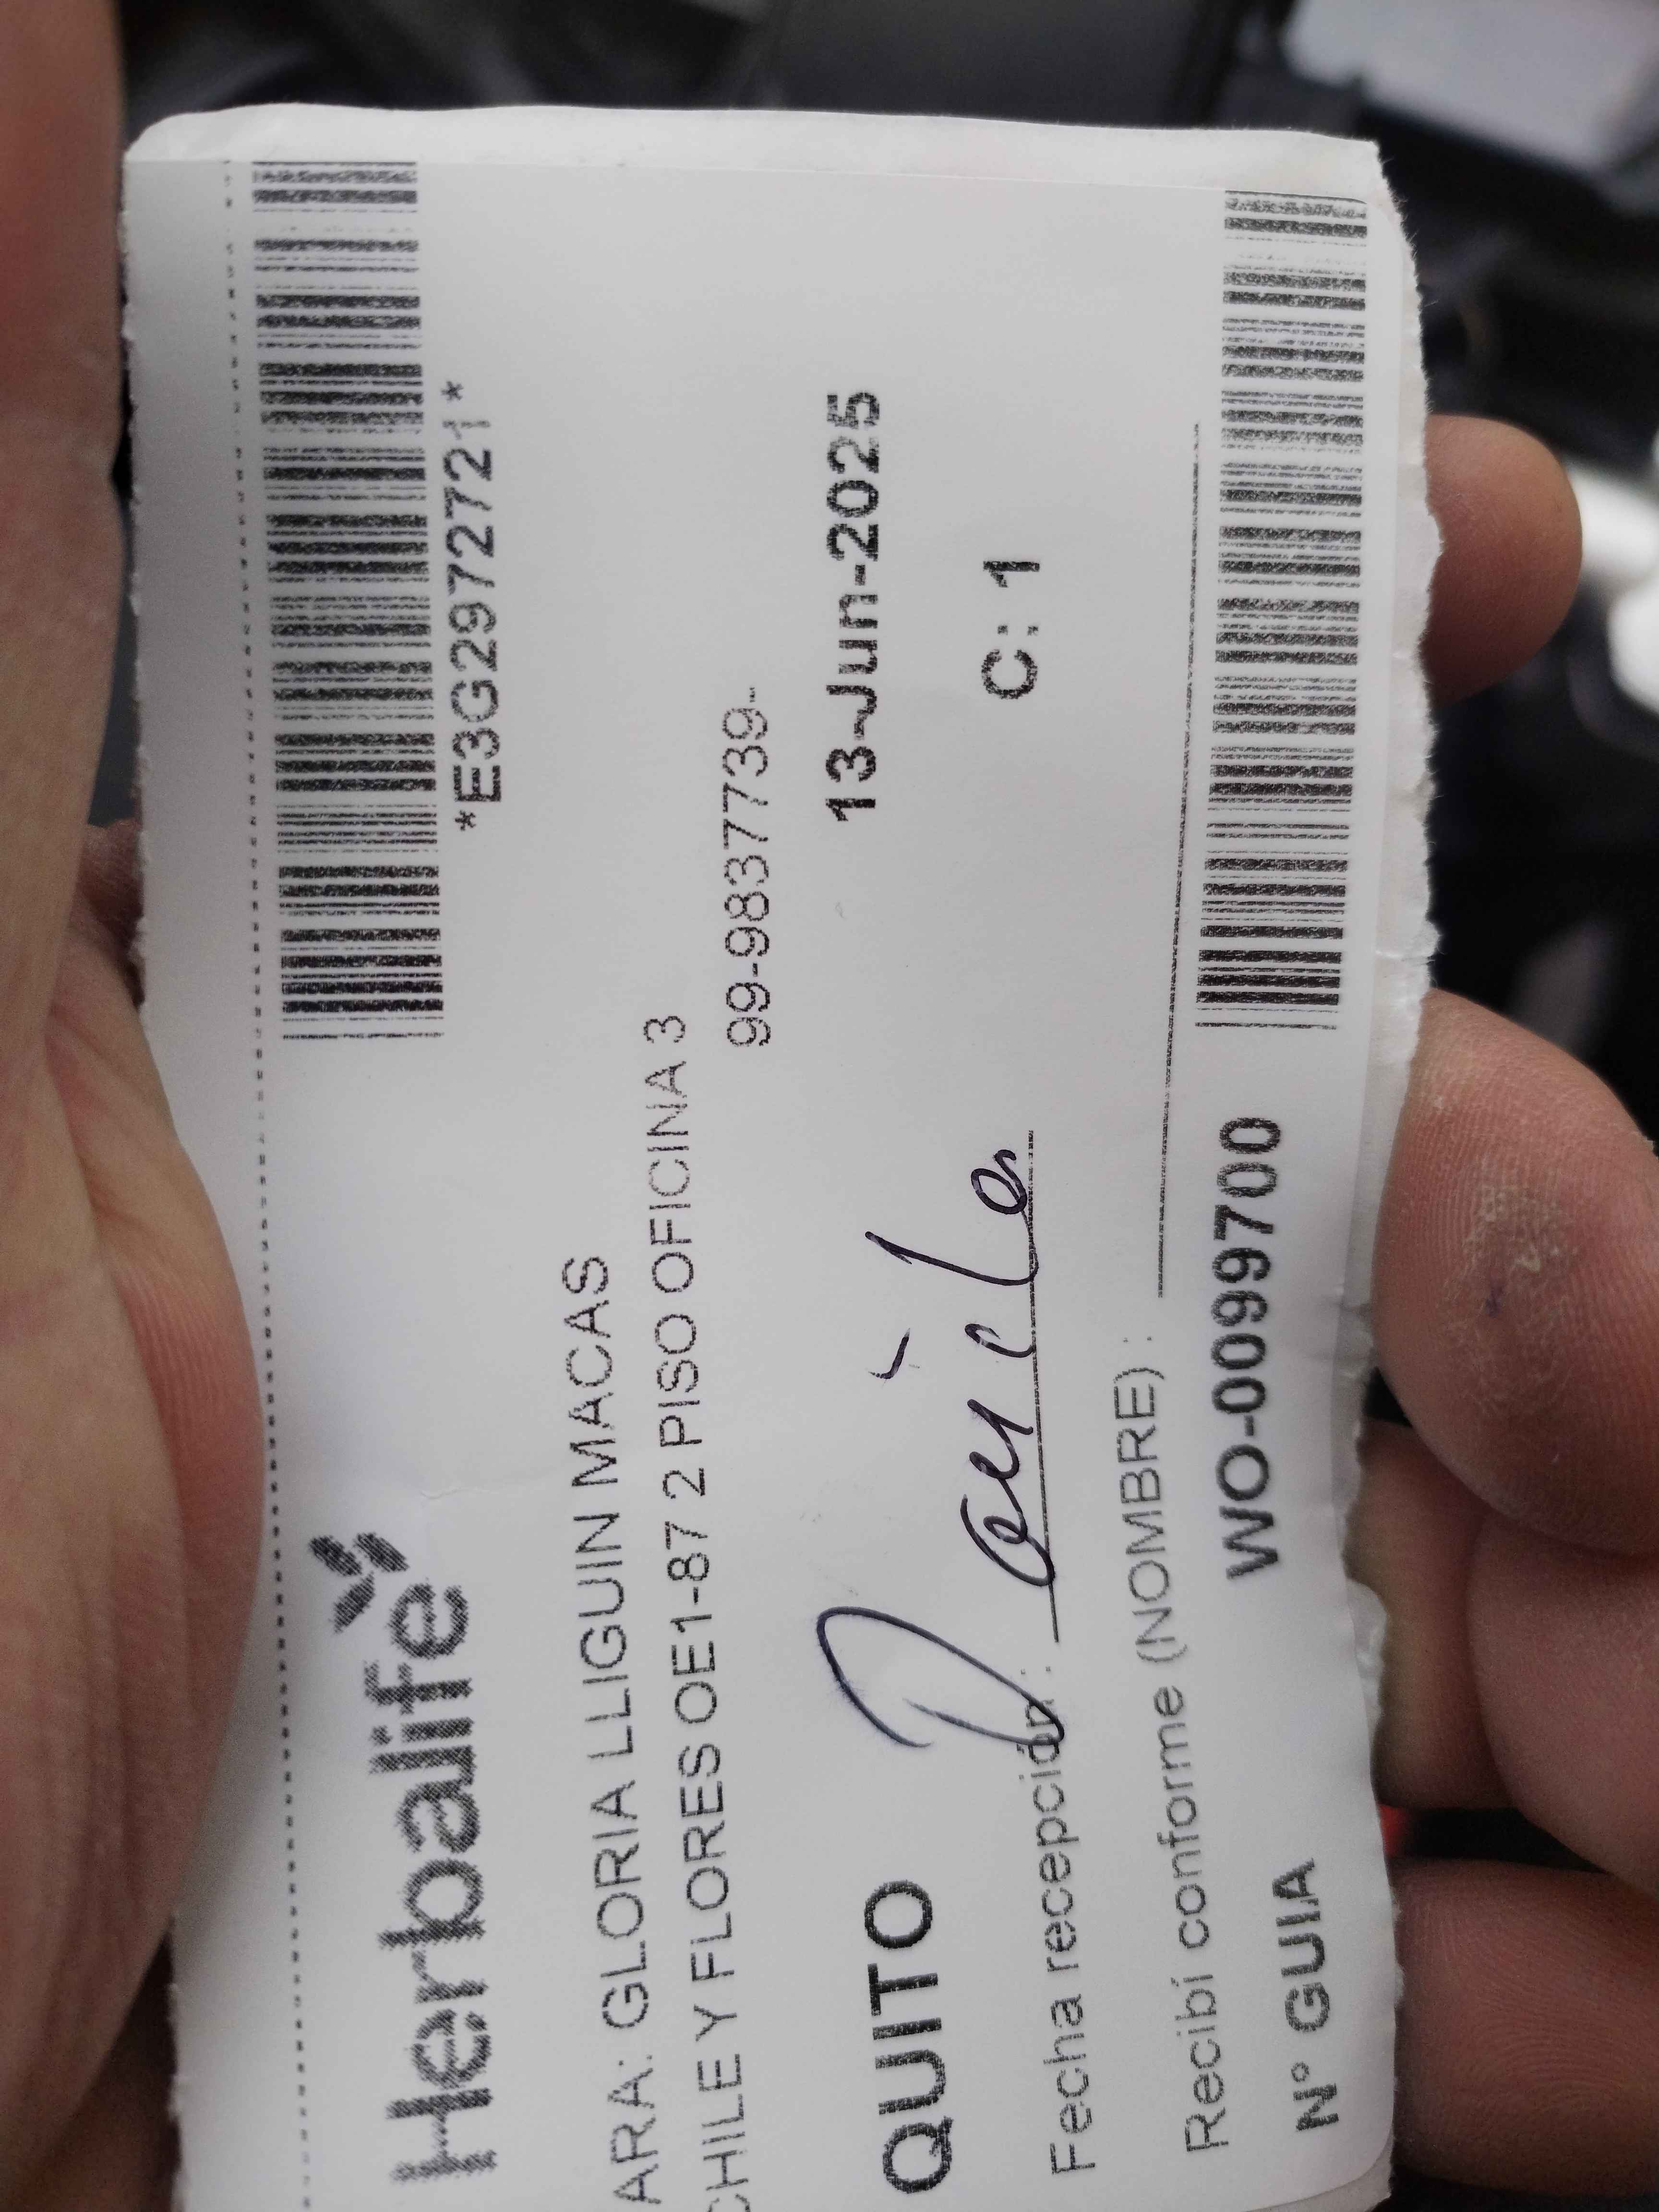 Herbalife
*E3G2972721*
ARA: GLORIA LLIGUIN MACAS
CHILE Y FLORES OE1-87 2 PISO OFICINA 3
99-9837739-
QUITO 13-Jun-2025
Fecha recepción: C: 1
Recibí conforme (NOMBRE) :
N° GUIA WO-0099700